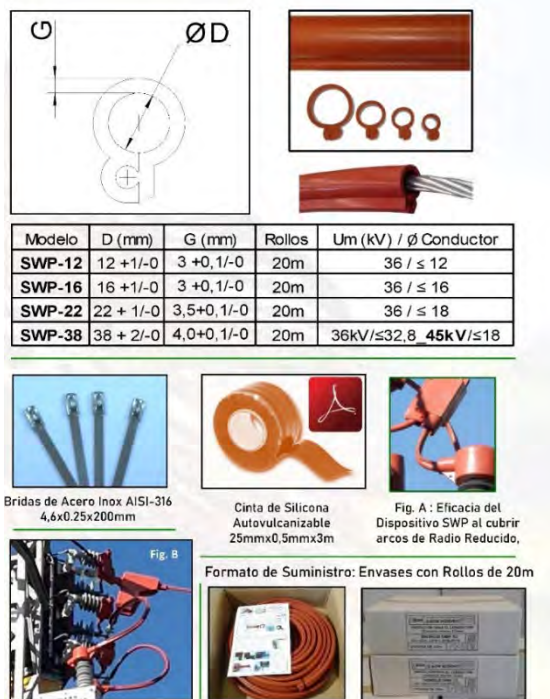 G
ØD
Modelo D (mm) G (mm) Rollos Um (kV) / Ø Conductor
SWP-12 12 +1/-0 3 +0,1/-0 20m 36 / ≤ 12
SWP-16 16 +1/-0 3 +0,1/-0 20m 36 / ≤ 16
SWP-22 22 + 1/-0 3,5+0,1/-0 20m 36 / ≤ 18
SWP-38 38 + 2/-0 4,0+0,1/-0 20m 36kV/≤32,8_45kV/≤18
Bridas de Acero Inox AISI-316
4,6x0.25x200mm
Cinta de Silicona
Autovulcanizable
25mmx0,5mmx3m
Fig. A : Eficacia del
Dispositivo SWP al cubrir
arcos de Radio Reducido,
Fig. B
Formato de Suministro: Envases con Rollos de 20m